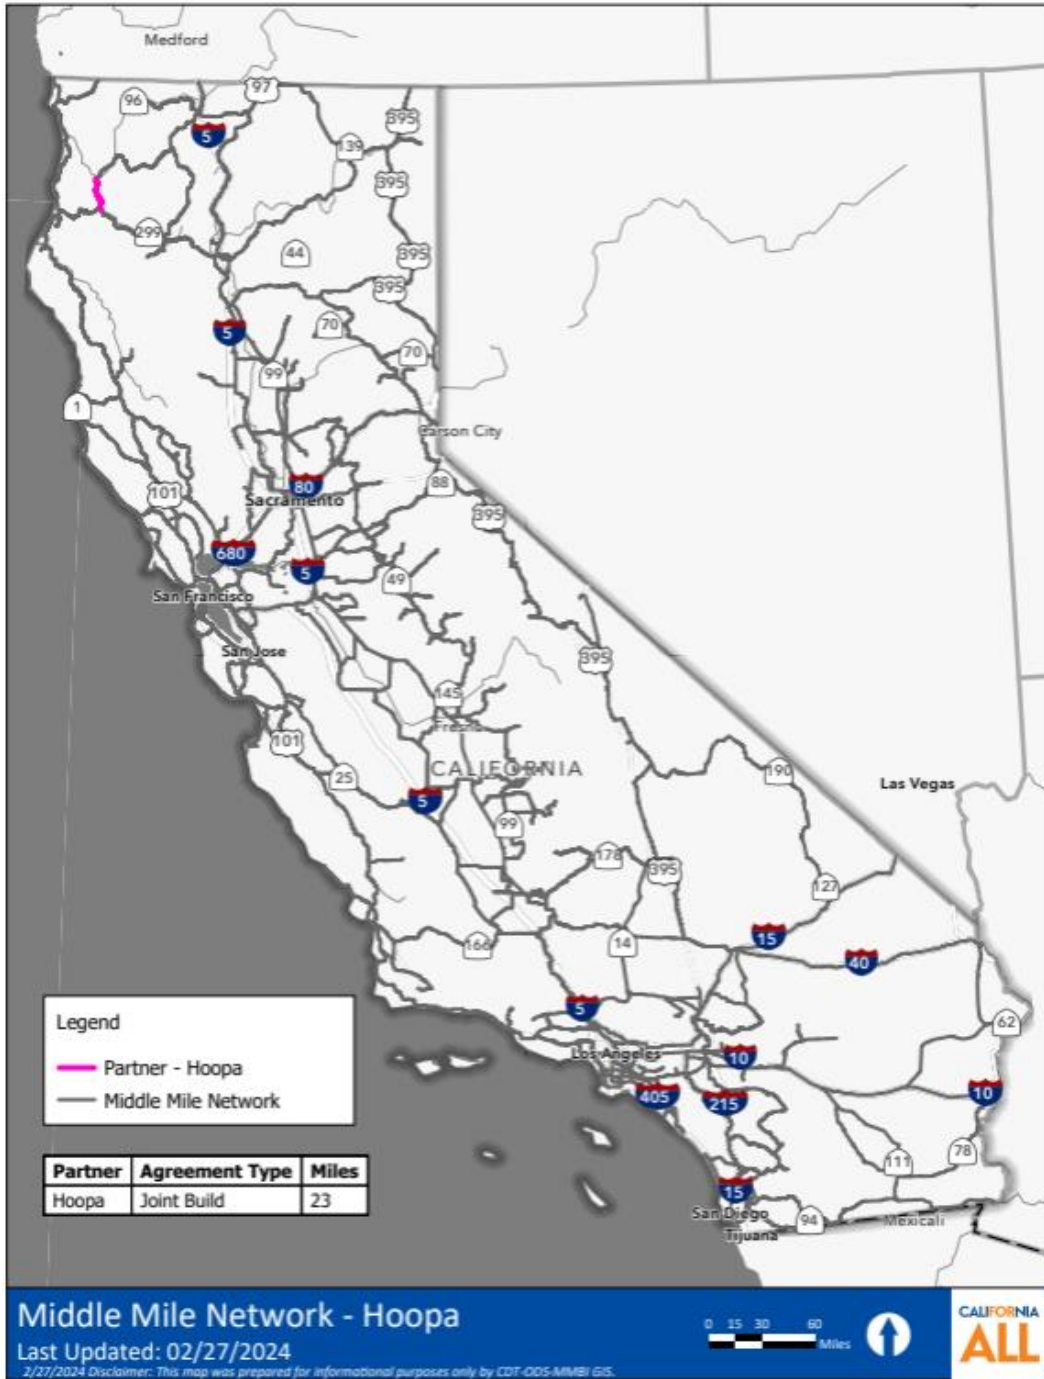 Medford
97
96
5
395
139
395
299
44
395
395
5
70
70
99
1
Carson City
88
80
Sacramento
101
395
680
5
49
San Francisco
San Jose
395
145
Fresno
101
CALIFORNIA
190
25
Las Vegas
5
99
178
395
127
166
14
15
40
5
62
Los Angeles
10
405
215
10
78
111
15
San Diego
94
Mexicali
Tijuana
Legend
Partner - Hoopa
Middle Mile Network
Partner Agreement Type Miles
Hoopa Joint Build 23
Middle Mile Network - Hoopa
Last Updated: 02/27/2024
2/27/2024 Disclaimer: This map was prepared for informational purposes only by CDT-ODS-MMBI GIS.
0 15 30 60
Miles
CALIFORNIA
ALL